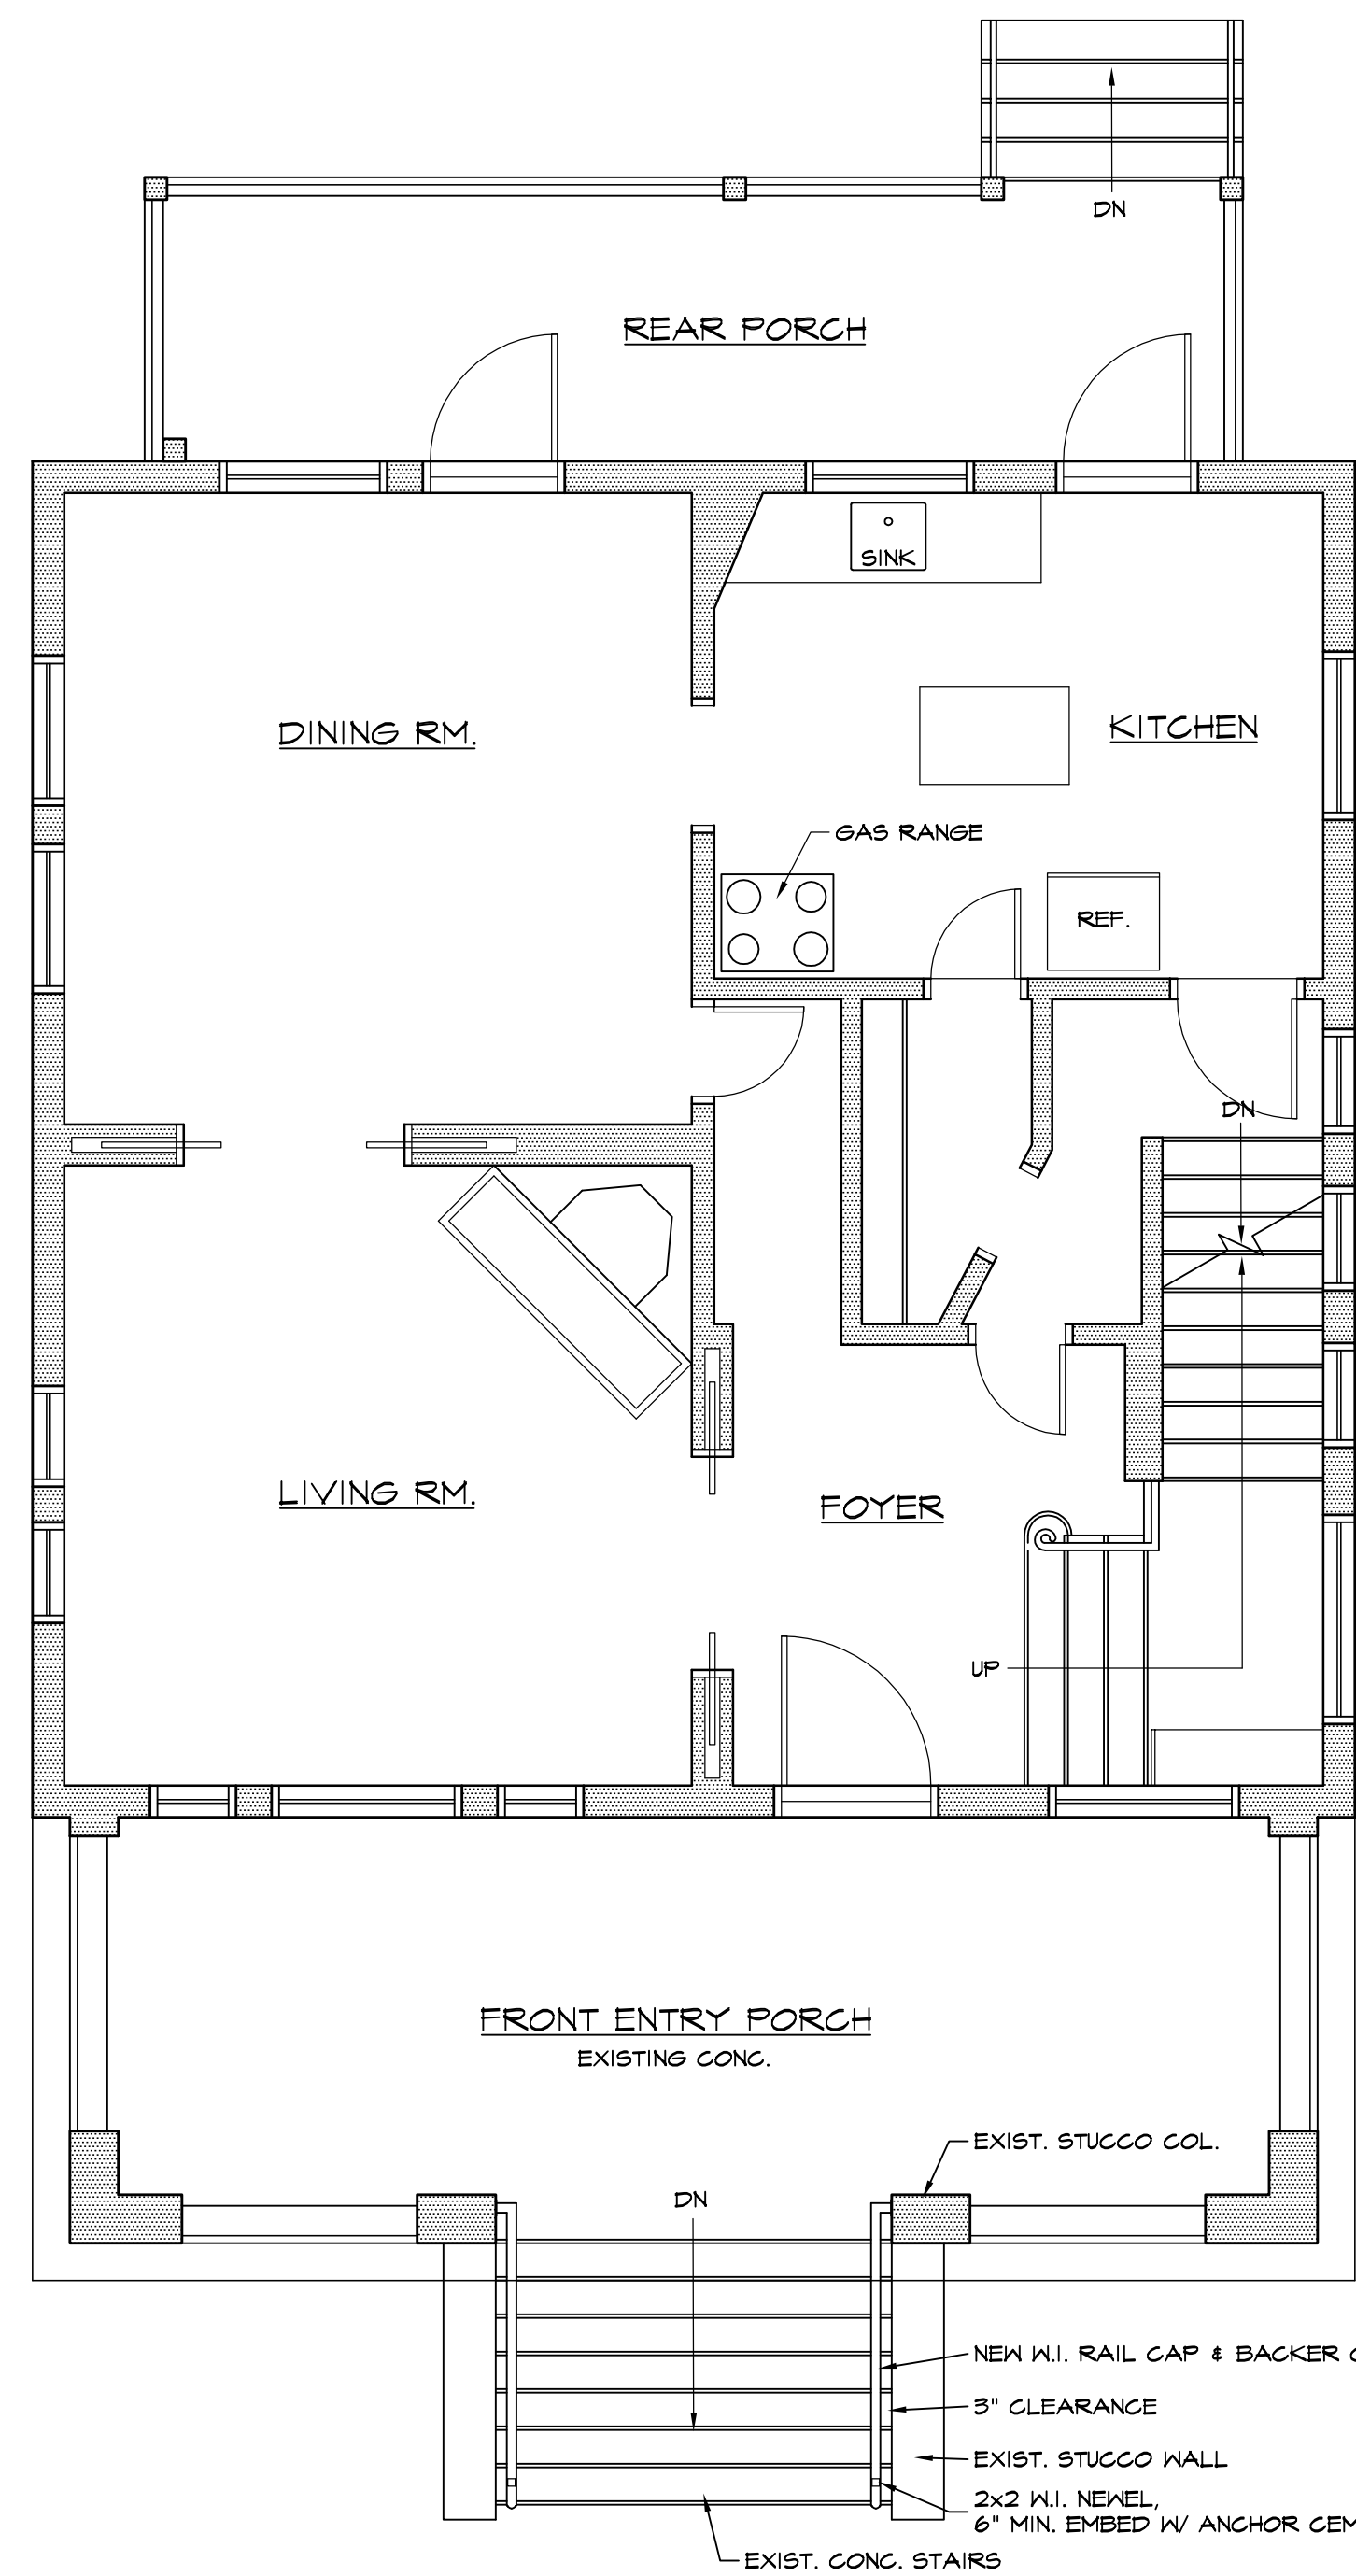 DN
REAR PORCH
SINK
DINING RM.
KITCHEN
GAS RANGE
REF.
DN
LIVING RM.
FOYER
UP
FRONT ENTRY PORCH
EXISTING CONC.
EXIST. STUCCO COL.
DN
NEW W.I. RAIL CAP & BACKER
3" CLEARANCE
EXIST. STUCCO WALL
2x2 W.I. NEWEL,
6" MIN. EMBED W/ ANCHOR
EXIST. CONC. STAIRS